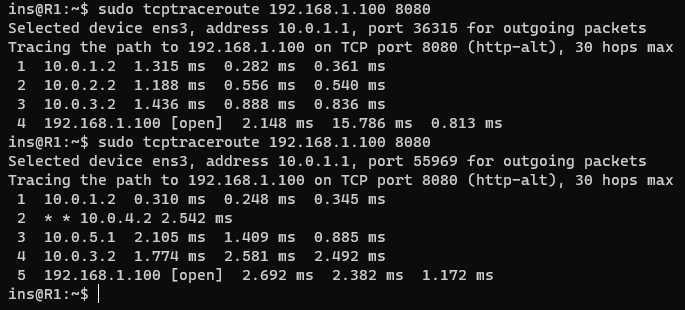 ins@R1:~$ sudo tcptraceroute 192.168.1.100 8080
Selected device ens3, address 10.0.1.1, port 36315 for outgoing packets
Tracing the path to 192.168.1.100 on TCP port 8080 (http-alt), 30 hops max
 1  10.0.1.2  1.315 ms  0.282 ms  0.361 ms
 2  10.0.2.2  1.188 ms  0.556 ms  0.540 ms
 3  10.0.3.2  1.436 ms  0.888 ms  0.836 ms
 4  192.168.1.100 [open]  2.148 ms  15.786 ms  0.813 ms
ins@R1:~$ sudo tcptraceroute 192.168.1.100 8080
Selected device ens3, address 10.0.1.1, port 55969 for outgoing packets
Tracing the path to 192.168.1.100 on TCP port 8080 (http-alt), 30 hops max
 1  10.0.1.2  0.310 ms  0.248 ms  0.345 ms
 2  * * 10.0.4.2 2.542 ms
 3  10.0.5.1  2.105 ms  1.409 ms  0.885 ms
 4  10.0.3.2  1.774 ms  2.581 ms  2.492 ms
 5  192.168.1.100 [open]  2.692 ms  2.382 ms  1.172 ms
ins@R1:~$